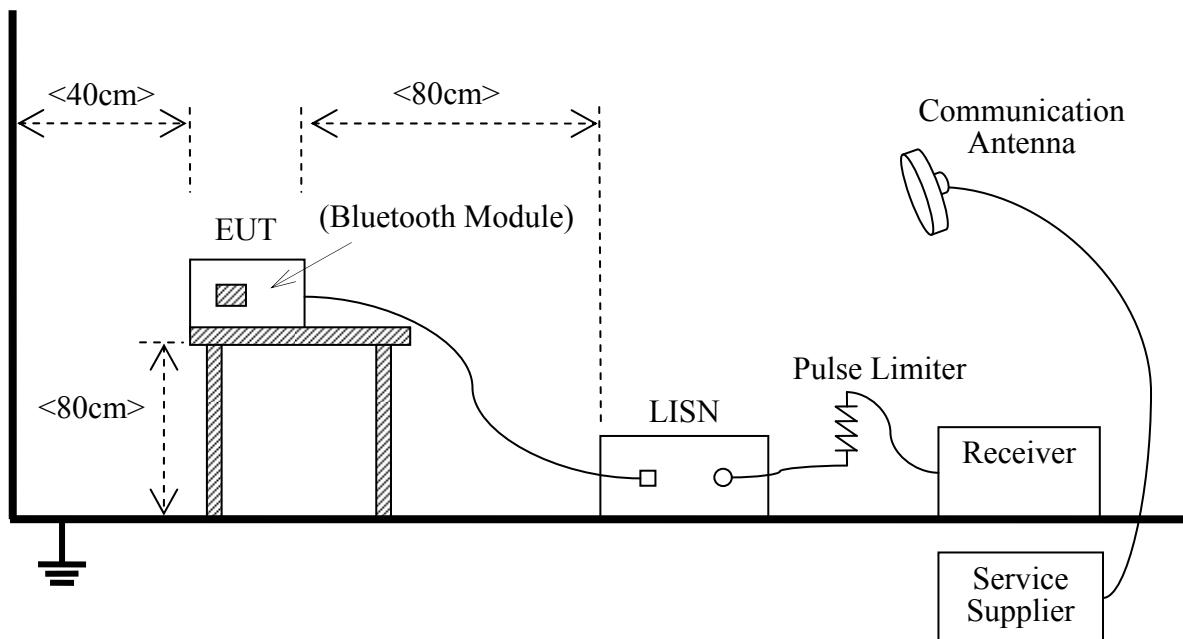 <40cm>
<80cm>
Communication
Antenna
(Bluetooth Module)
EUT
Pulse Limiter
<80cm>
LISN
Receiver
Service
Supplier